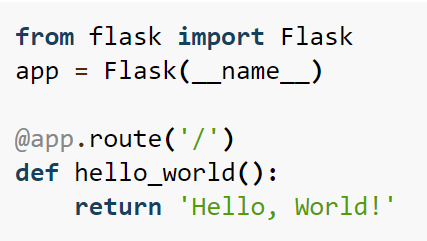 from flask import Flask
app = Flask(__name__)

@app.route('/')
def hello_world():
    return 'Hello, World!'